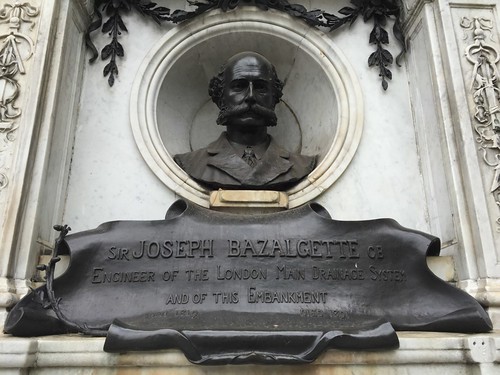 SIR JOSEPH BAZALGETTE CB
ENGINEER OF THE LONDON MAIN DRAINAGE SYSTEM
AND OF THIS EMBANKMENT